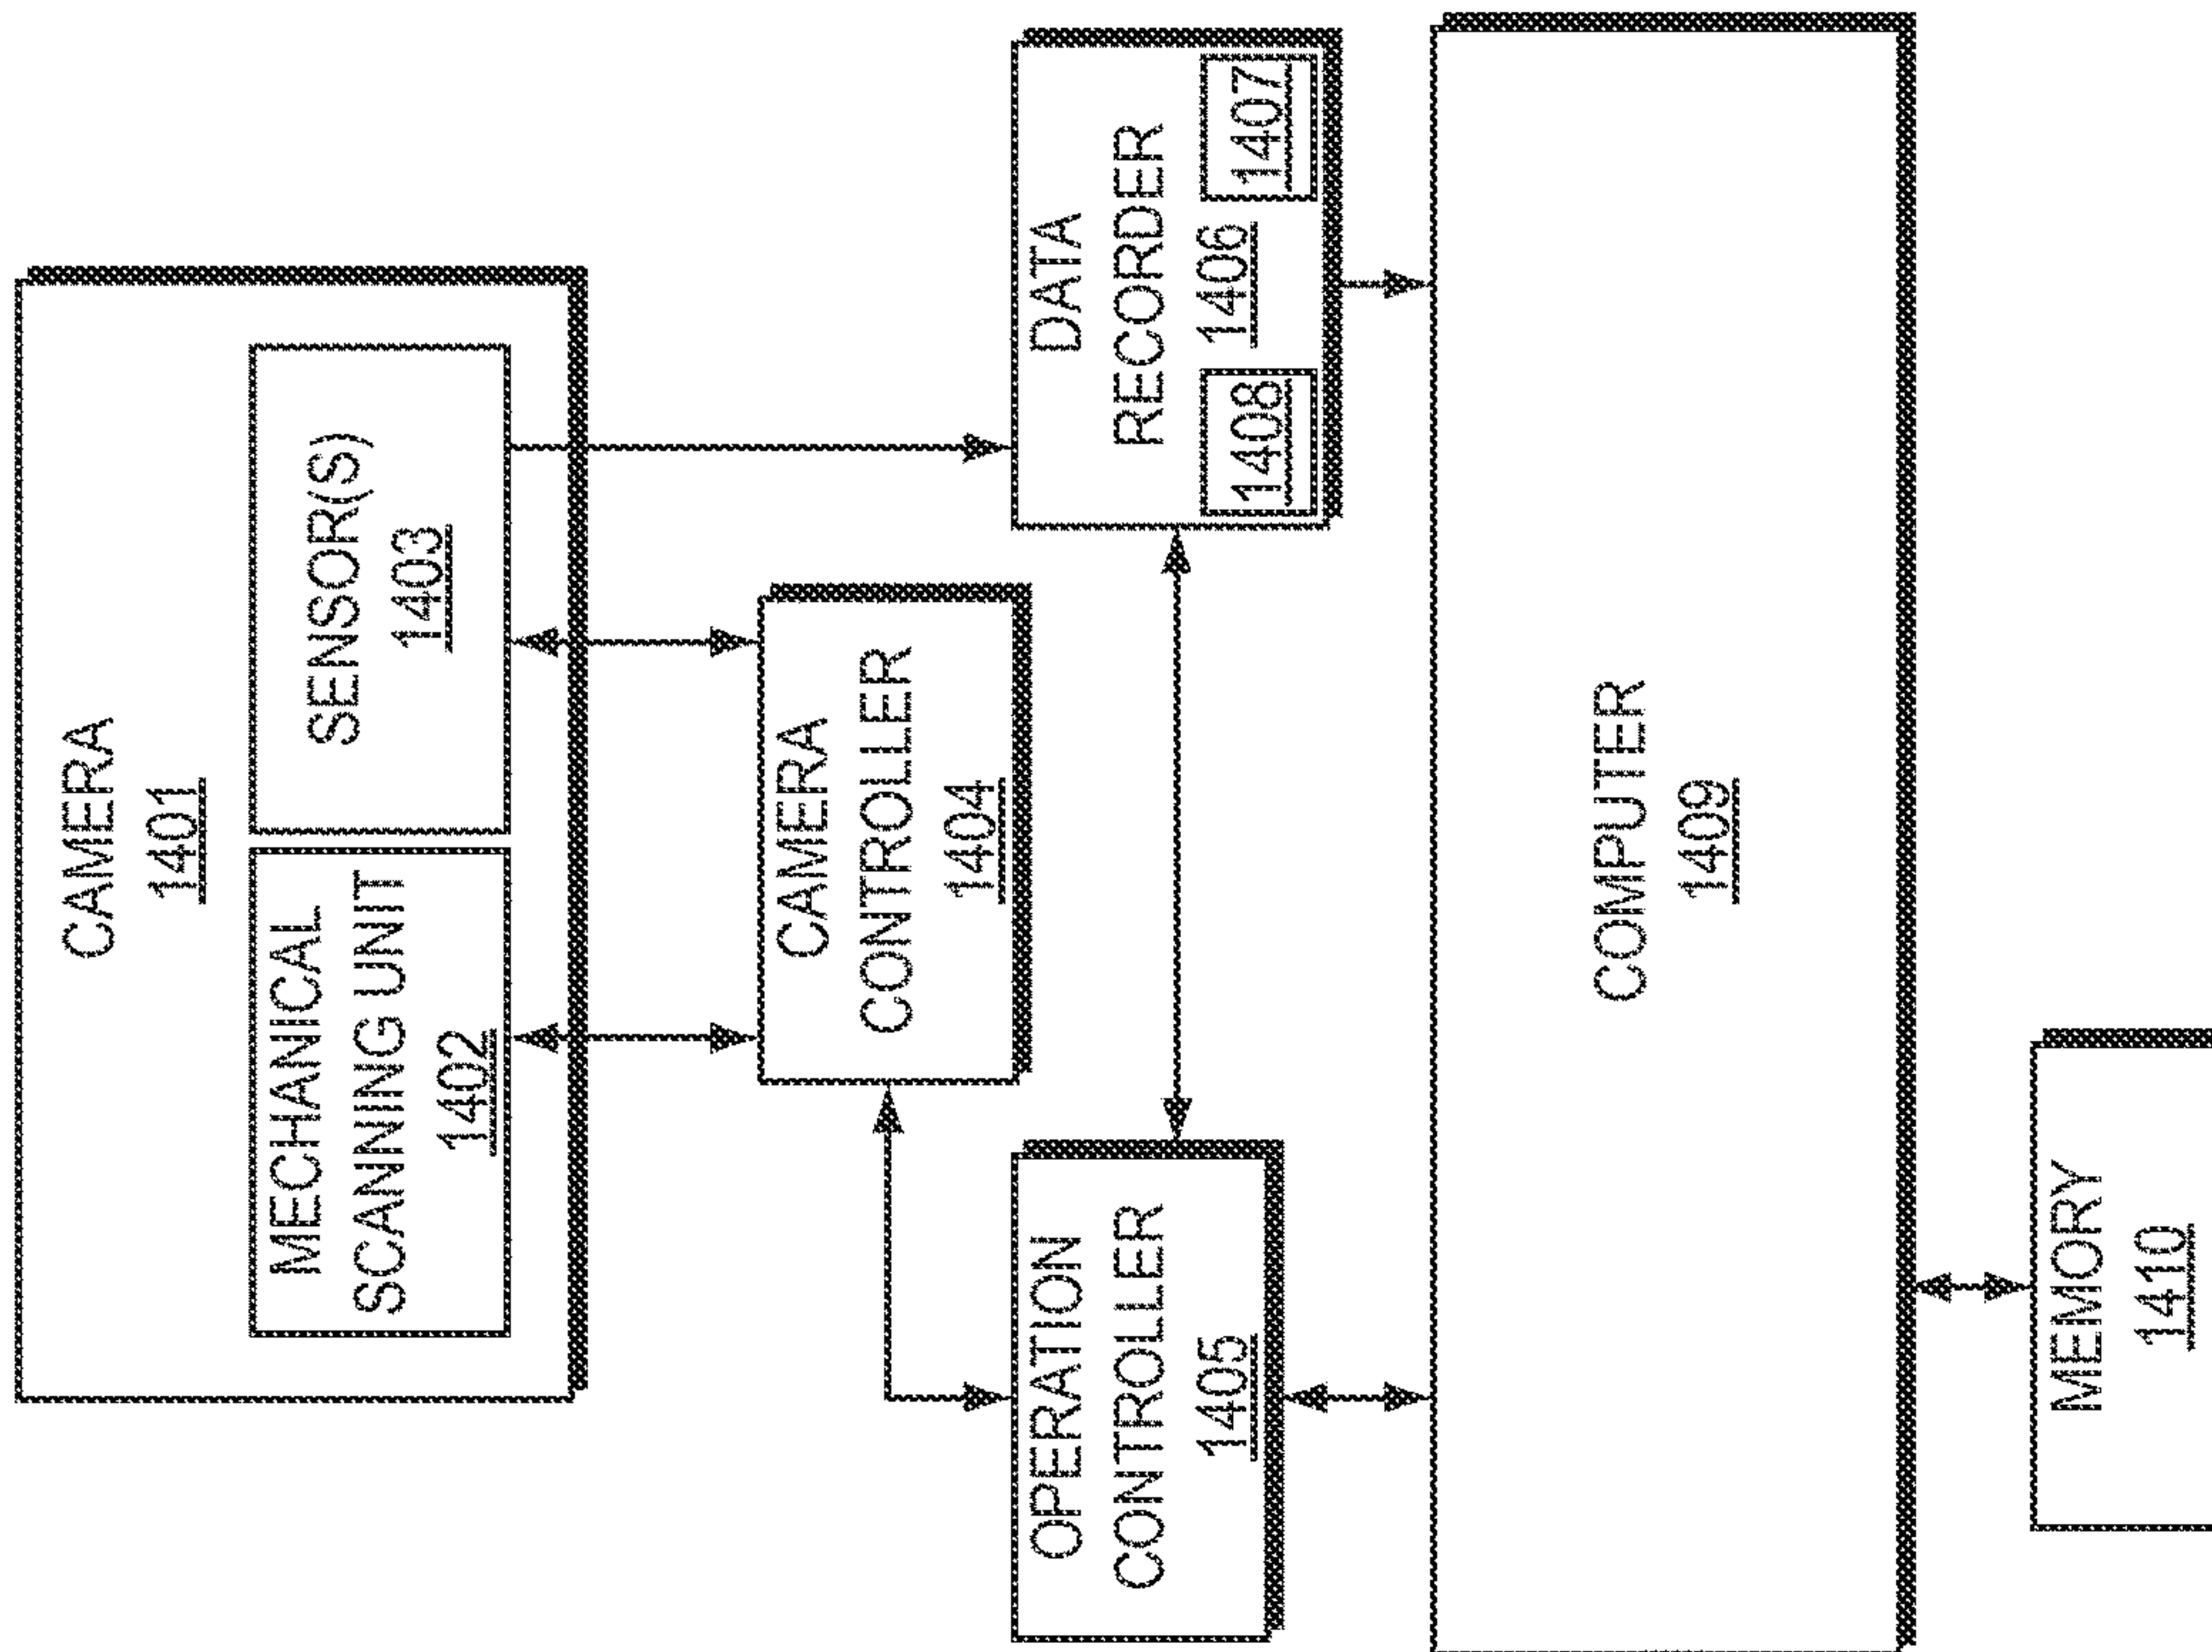 CAMERA
1401
MECHANICAL
SCANNING UNIT
1402
SENSOR(S)
1403
CAMERA
CONTROLLER
1404
OPERATION
CONTROLLER
1405
DATA
RECORDER
1406
1408
1407
COMPUTER
1409
MEMORY
1410